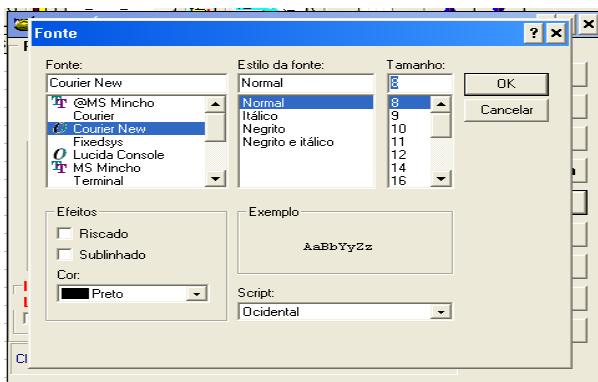 Fonte
Fonte: Estilo da fonte: Tamanho:
Courier New Normal 8 OK
@MS Mincho Normal 8 Cancelar
Courier Itálico 9
Courier New Negrito 10
Fixedsys Negrito e itálico 11
Lucida Console 12
MS Mincho 14
Terminal 16
Efeitos Exemplo
Riscado
Sublinhado AaBbYyZz
Cor:
Preto Script:
Ocidental